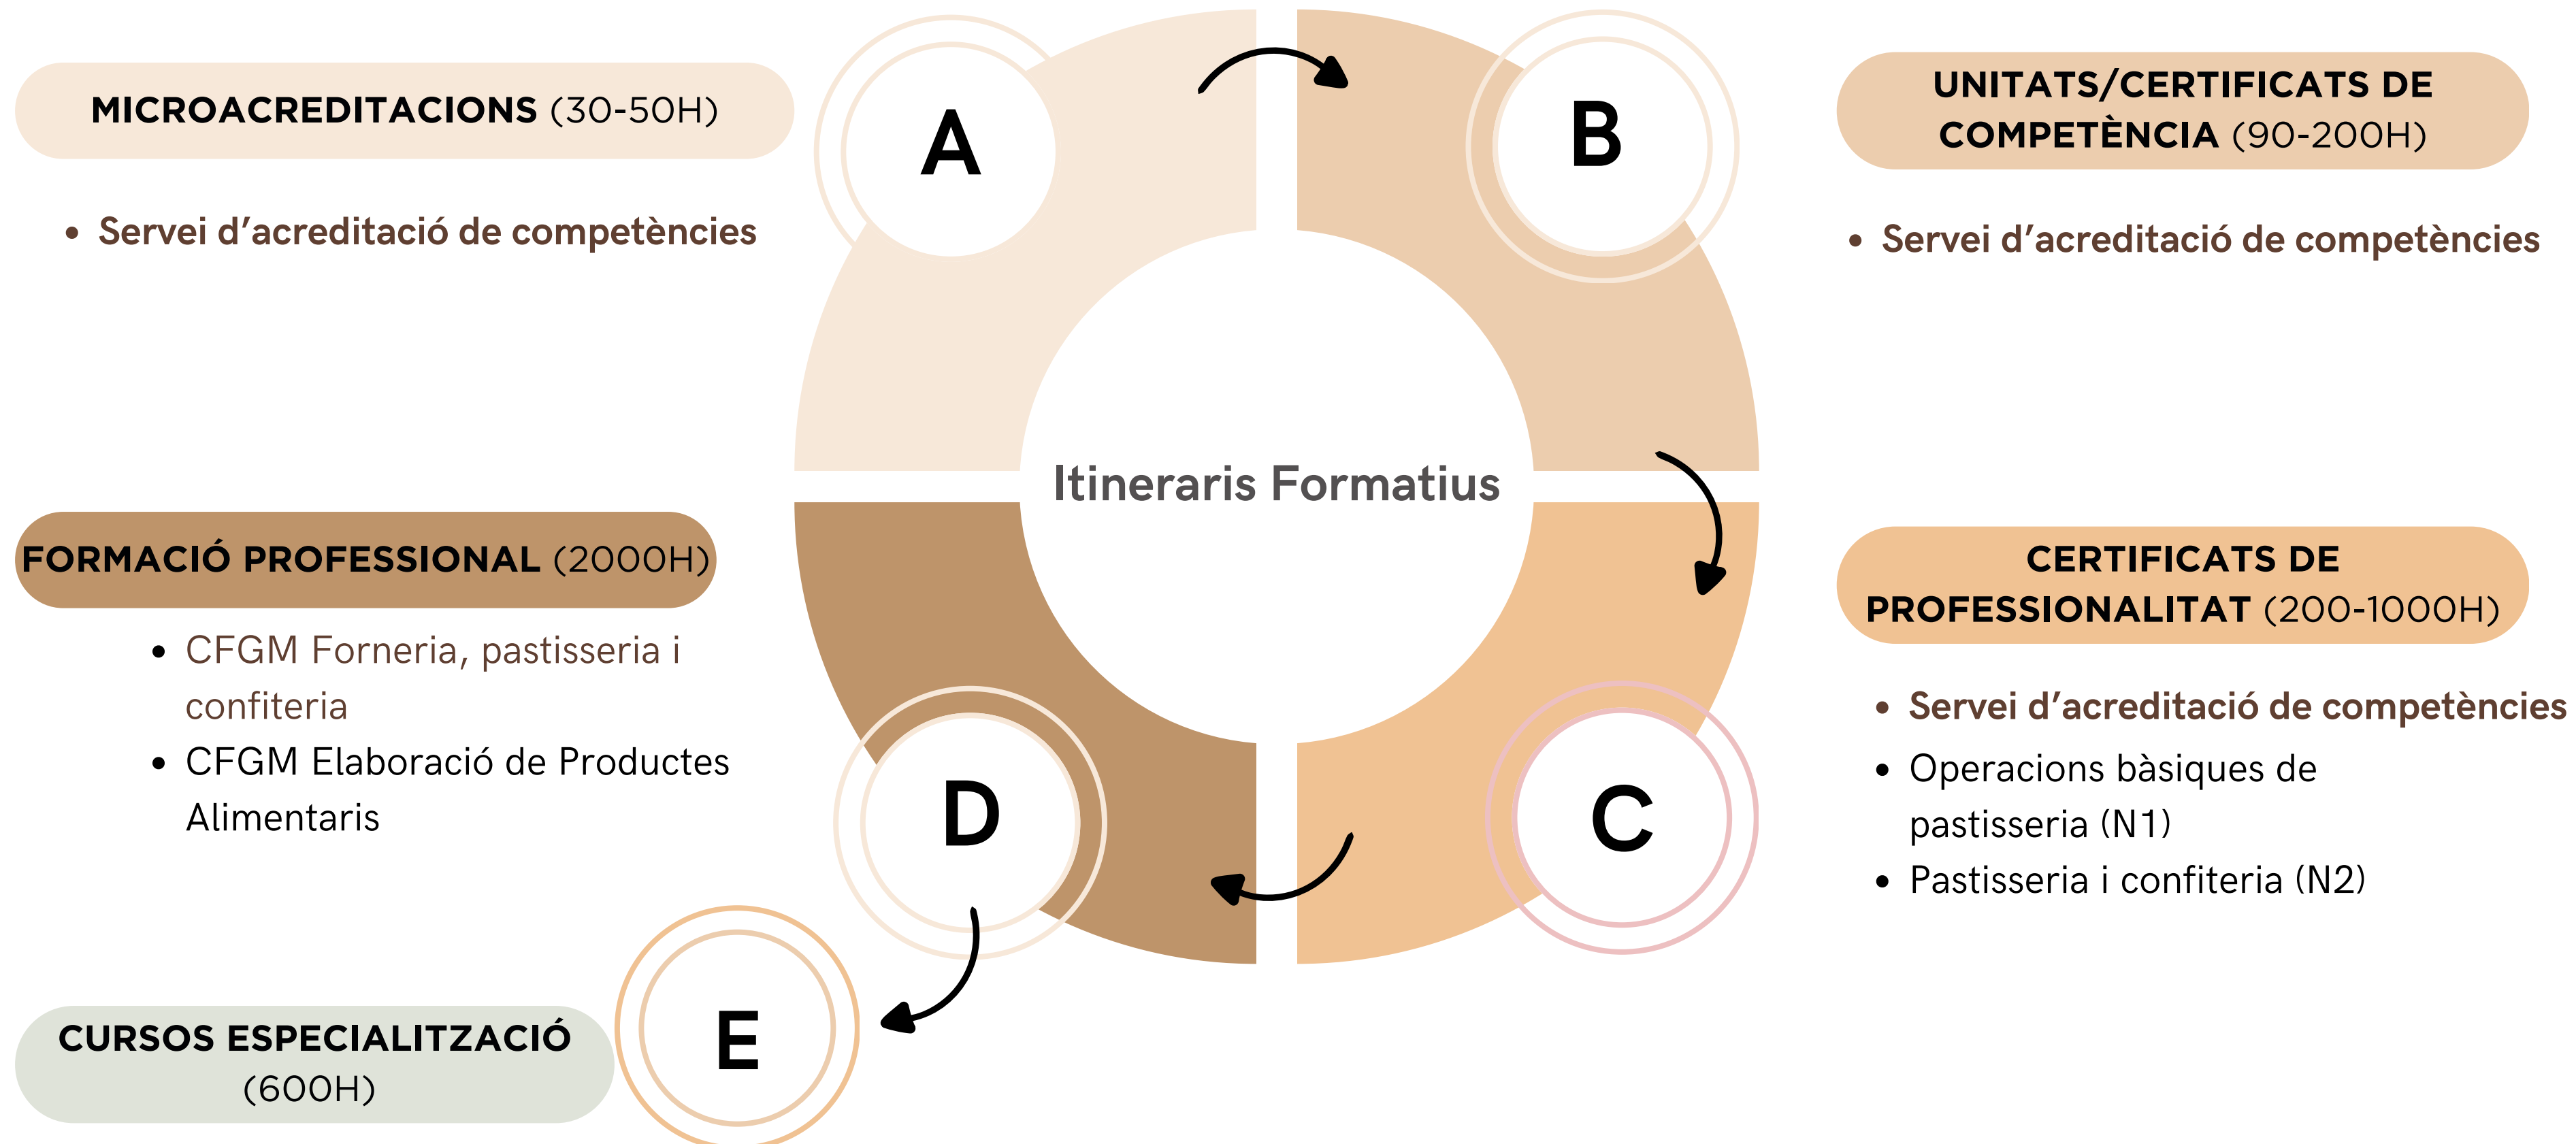 MICROACREDITACIONS (30-50H)
• Servei d’acreditació de competències
A
B
UNITATS/CERTIFICATS DE
COMPETÈNCIA (90-200H)
• Servei d’acreditació de competències
Itineraris Formatius
FORMACIÓ PROFESSIONAL (2000H)
• CFGM Forneria, pastisseria i
confiteria
• CFGM Elaboració de Productes
Alimentaris
D
C
CERTIFICATS DE
PROFESSIONALITAT (200-1000H)
• Servei d’acreditació de competències
• Operacions bàsiques de
pastisseria (N1)
• Pastisseria i confiteria (N2)
CURSOS ESPECIALITZACIÓ
(600H)
E